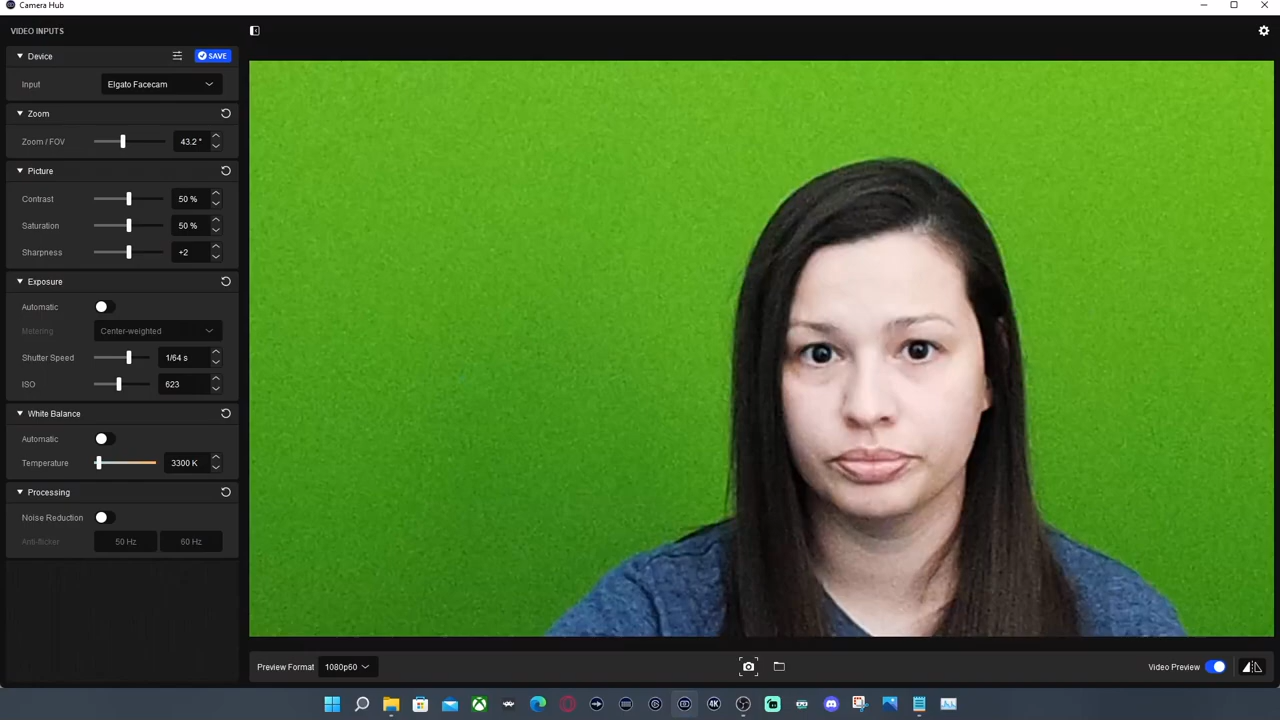 Camera Hub
VIDEO INPUTS
Device
SAVE
Input
Elgato Facecam
Zoom
Zoom / FOV
43.2 °
Picture
Contrast
50 %
Saturation
50 %
Sharpness
+2
Exposure
Automatic
Metering
Center-weighted
Shutter Speed
1/64 s
ISO
623
White Balance
Automatic
Temperature
3300 K
Processing
Noise Reduction
Anti-flicker
50 Hz
60 Hz
Preview Format
1080p60
Video Preview
4K